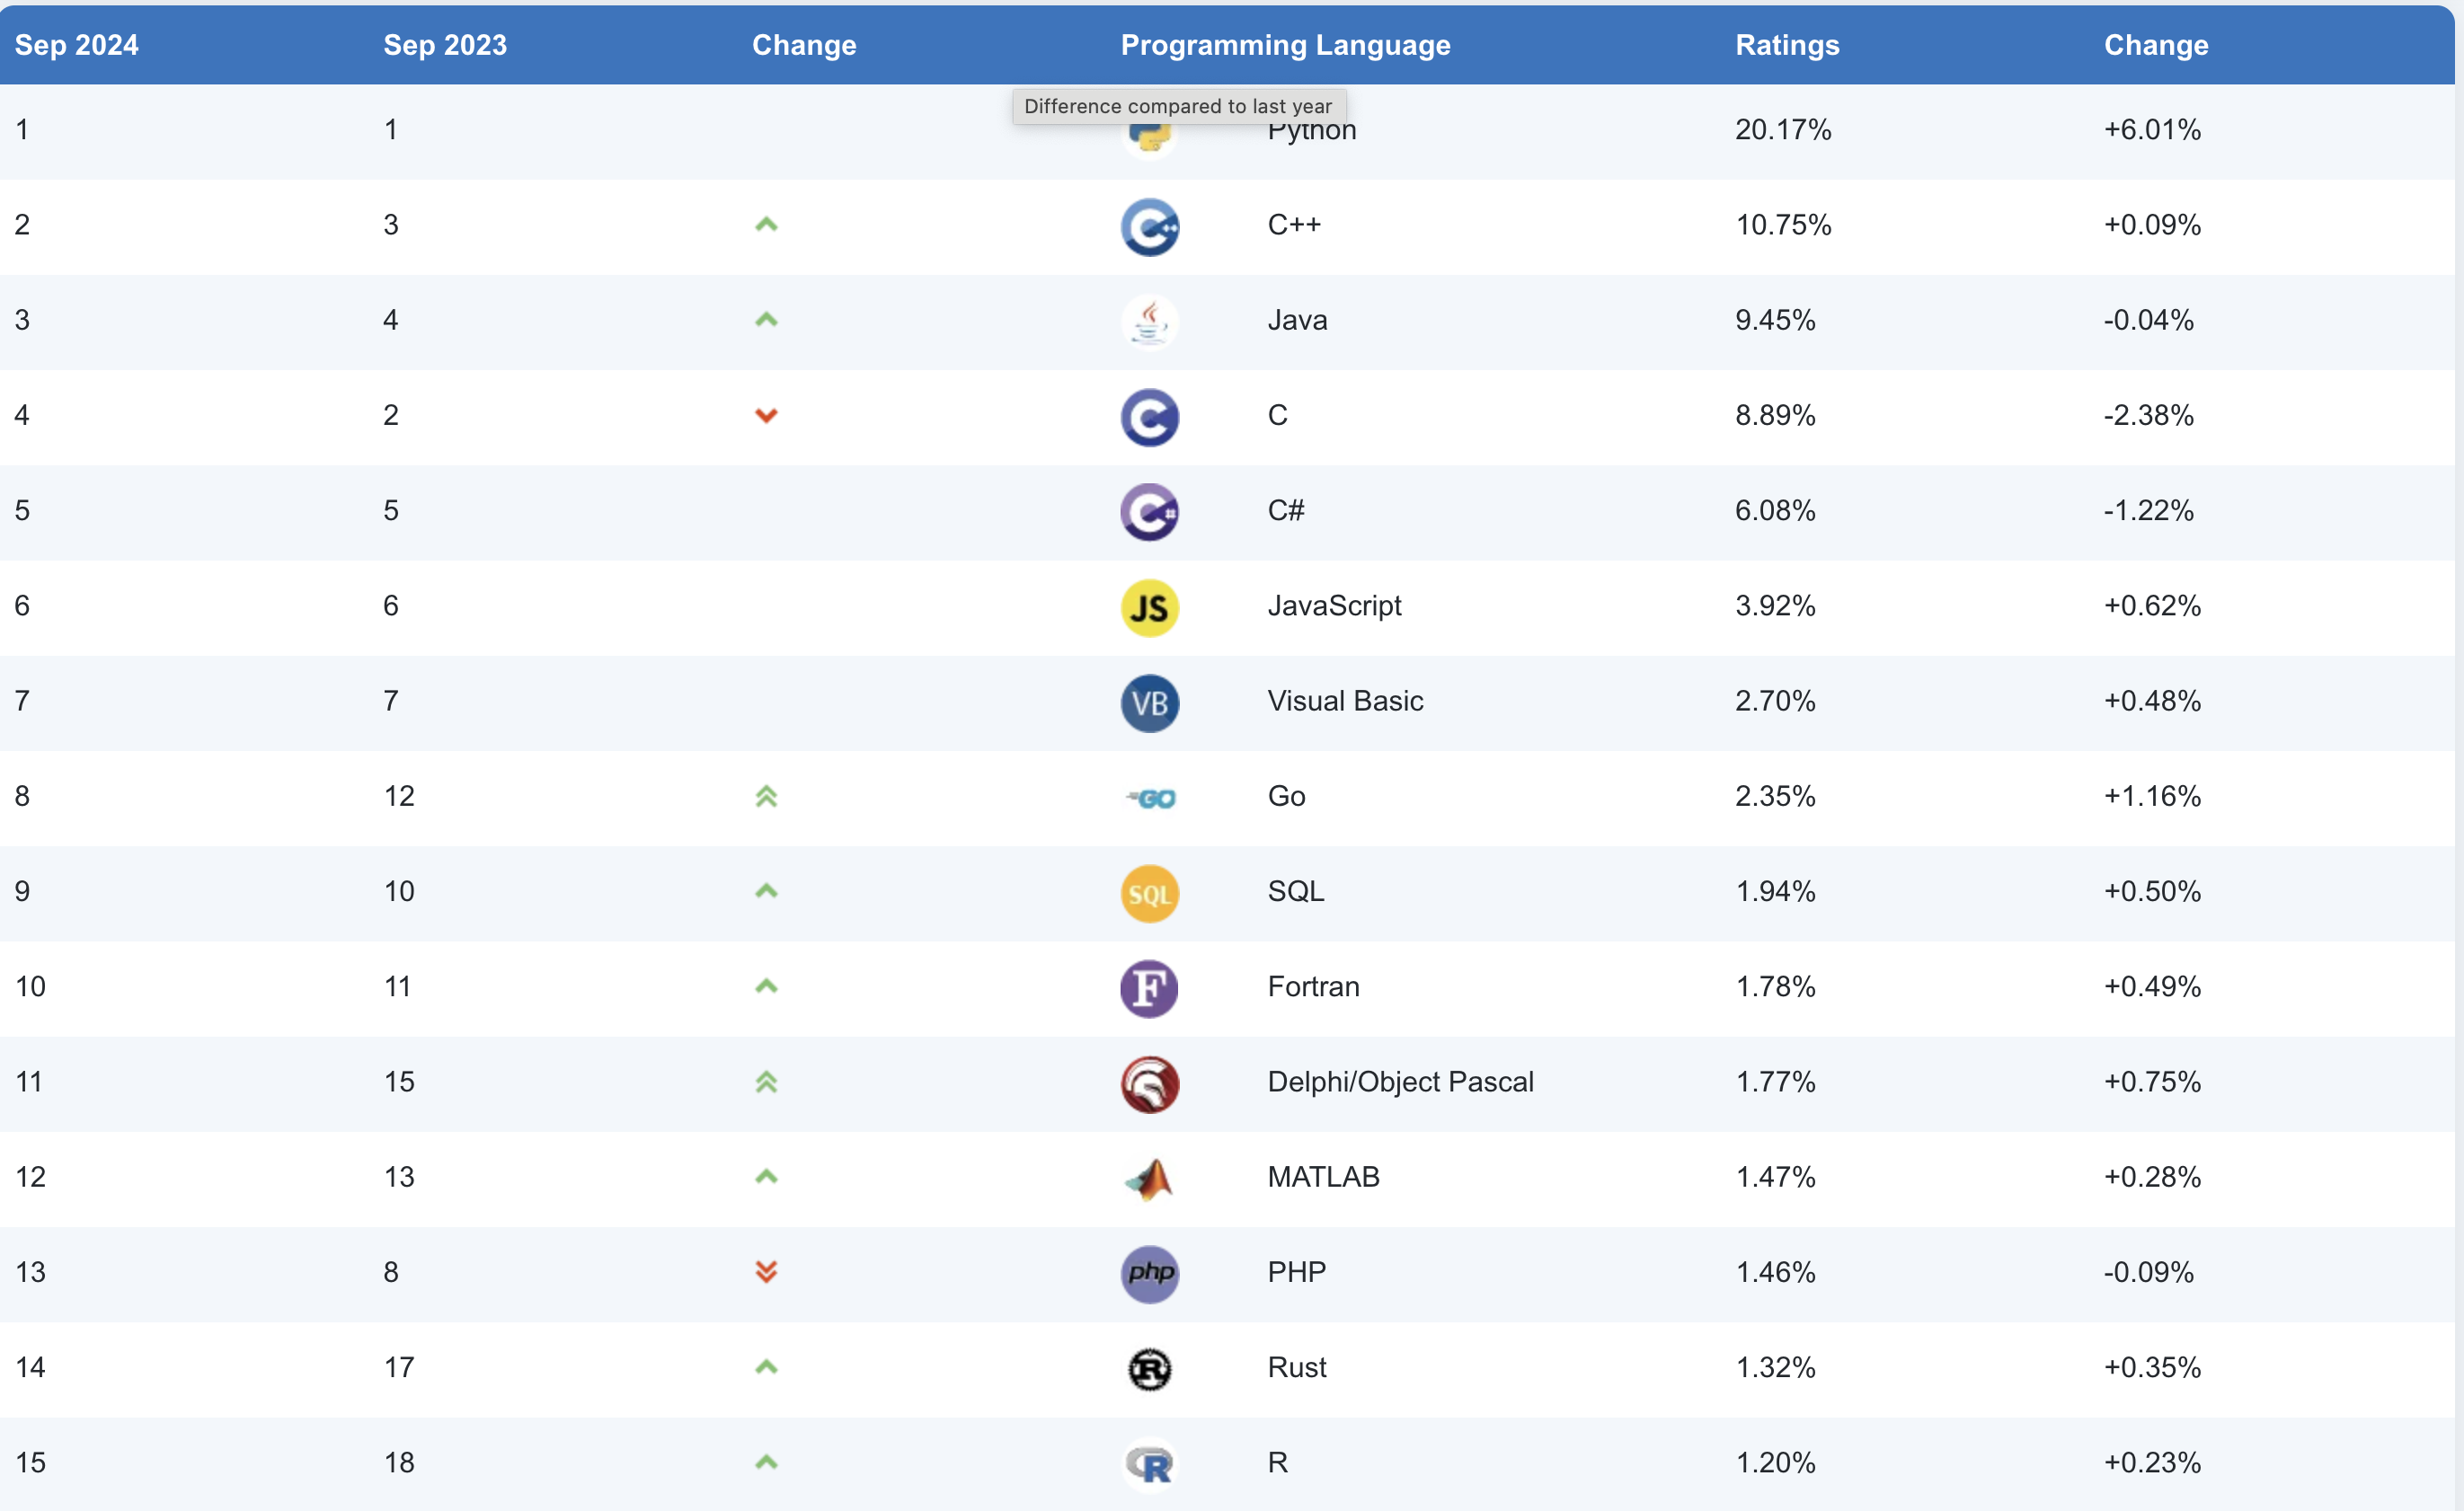 Sep 2024 Sep 2023 Change Programming Language Ratings Change
Difference compared to last year
1 1 Python 20.17% +6.01%
2 3 C++ 10.75% +0.09%
3 4 Java 9.45% -0.04%
4 2 C 8.89% -2.38%
5 5 C# 6.08% -1.22%
6 6 JS JavaScript 3.92% +0.62%
7 7 VB Visual Basic 2.70% +0.48%
8 12 GO Go 2.35% +1.16%
9 10 SQL SQL 1.94% +0.50%
10 11 F Fortran 1.78% +0.49%
11 15 Delphi/Object Pascal 1.77% +0.75%
12 13 MATLAB 1.47% +0.28%
13 8 php PHP 1.46% -0.09%
14 17 R Rust 1.32% +0.35%
15 18 R R 1.20% +0.23%